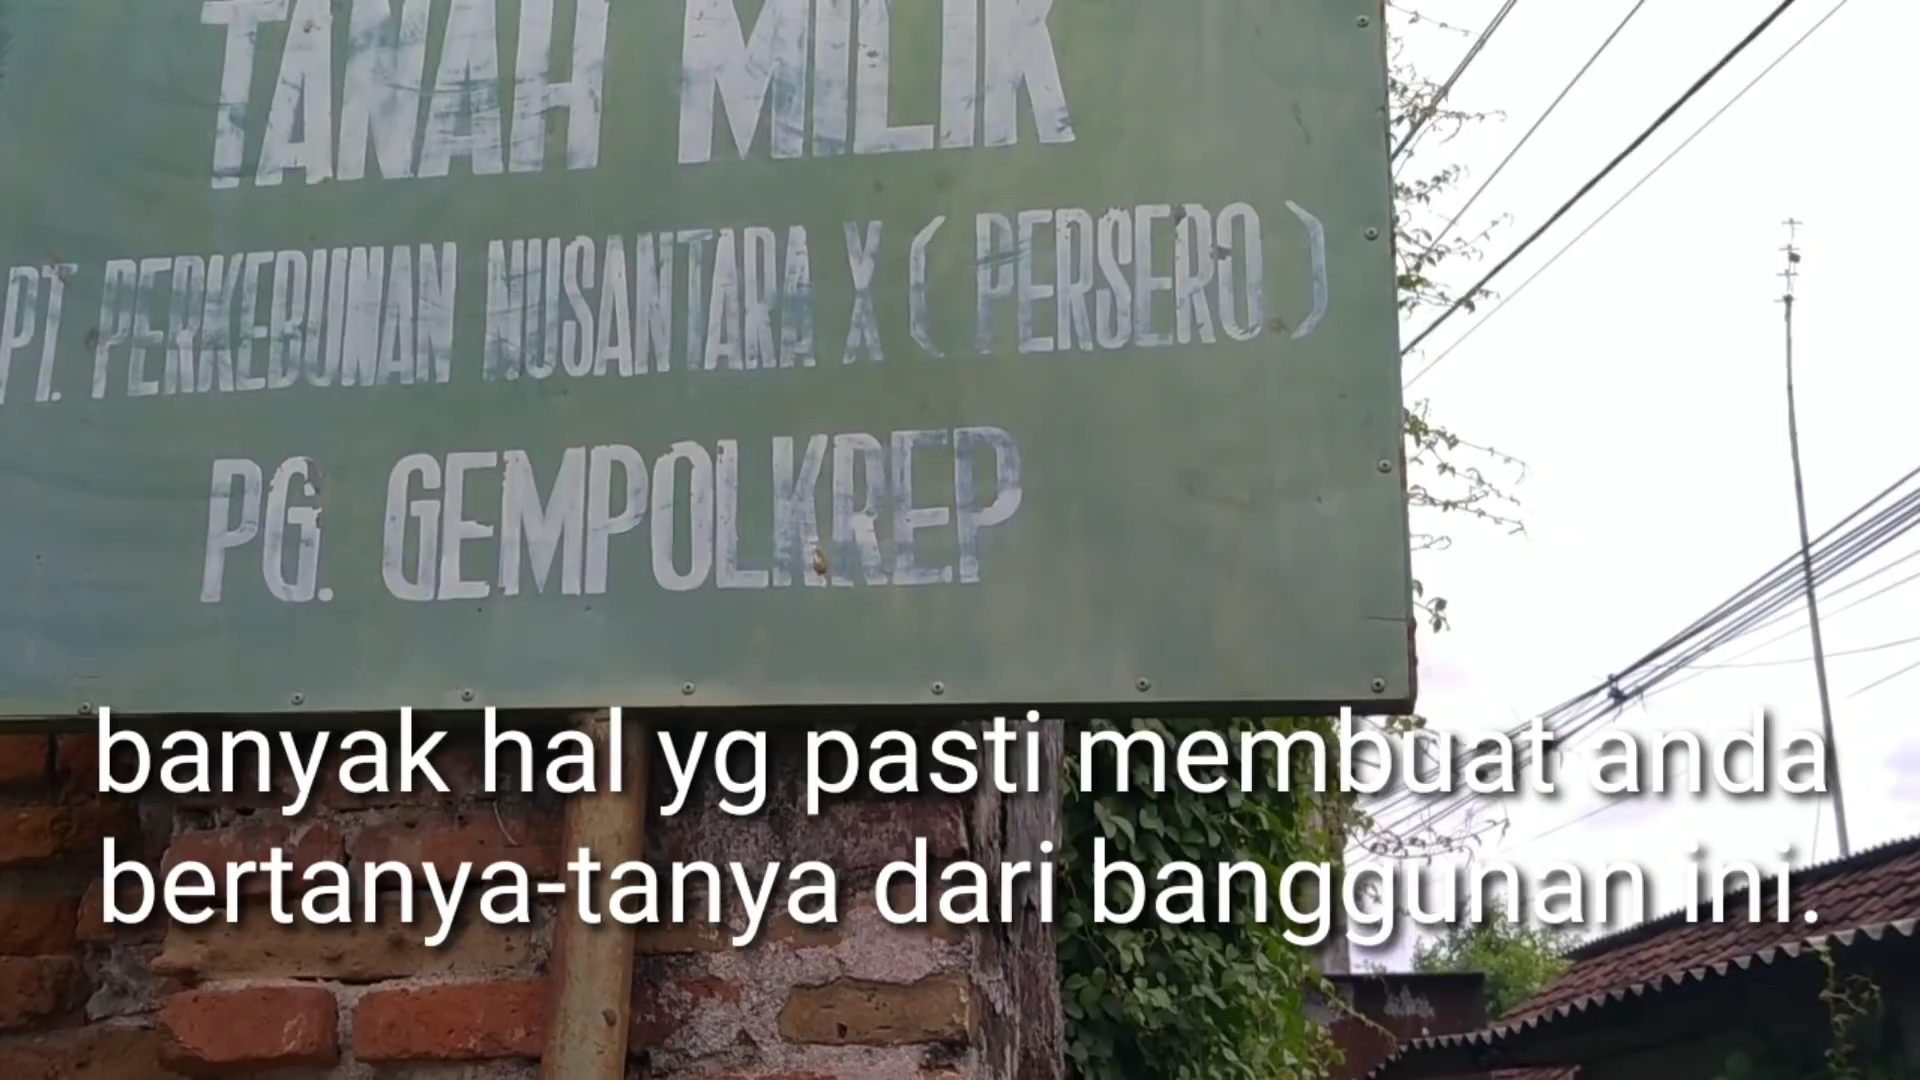 TANAH MILIK
PT. PERKEBUNAN NUSANTARA X ( PERSERO )
PG. GEMPOLKREP
banyak hal yg pasti membuat anda
bertanya-tanya dari banggunan ini.